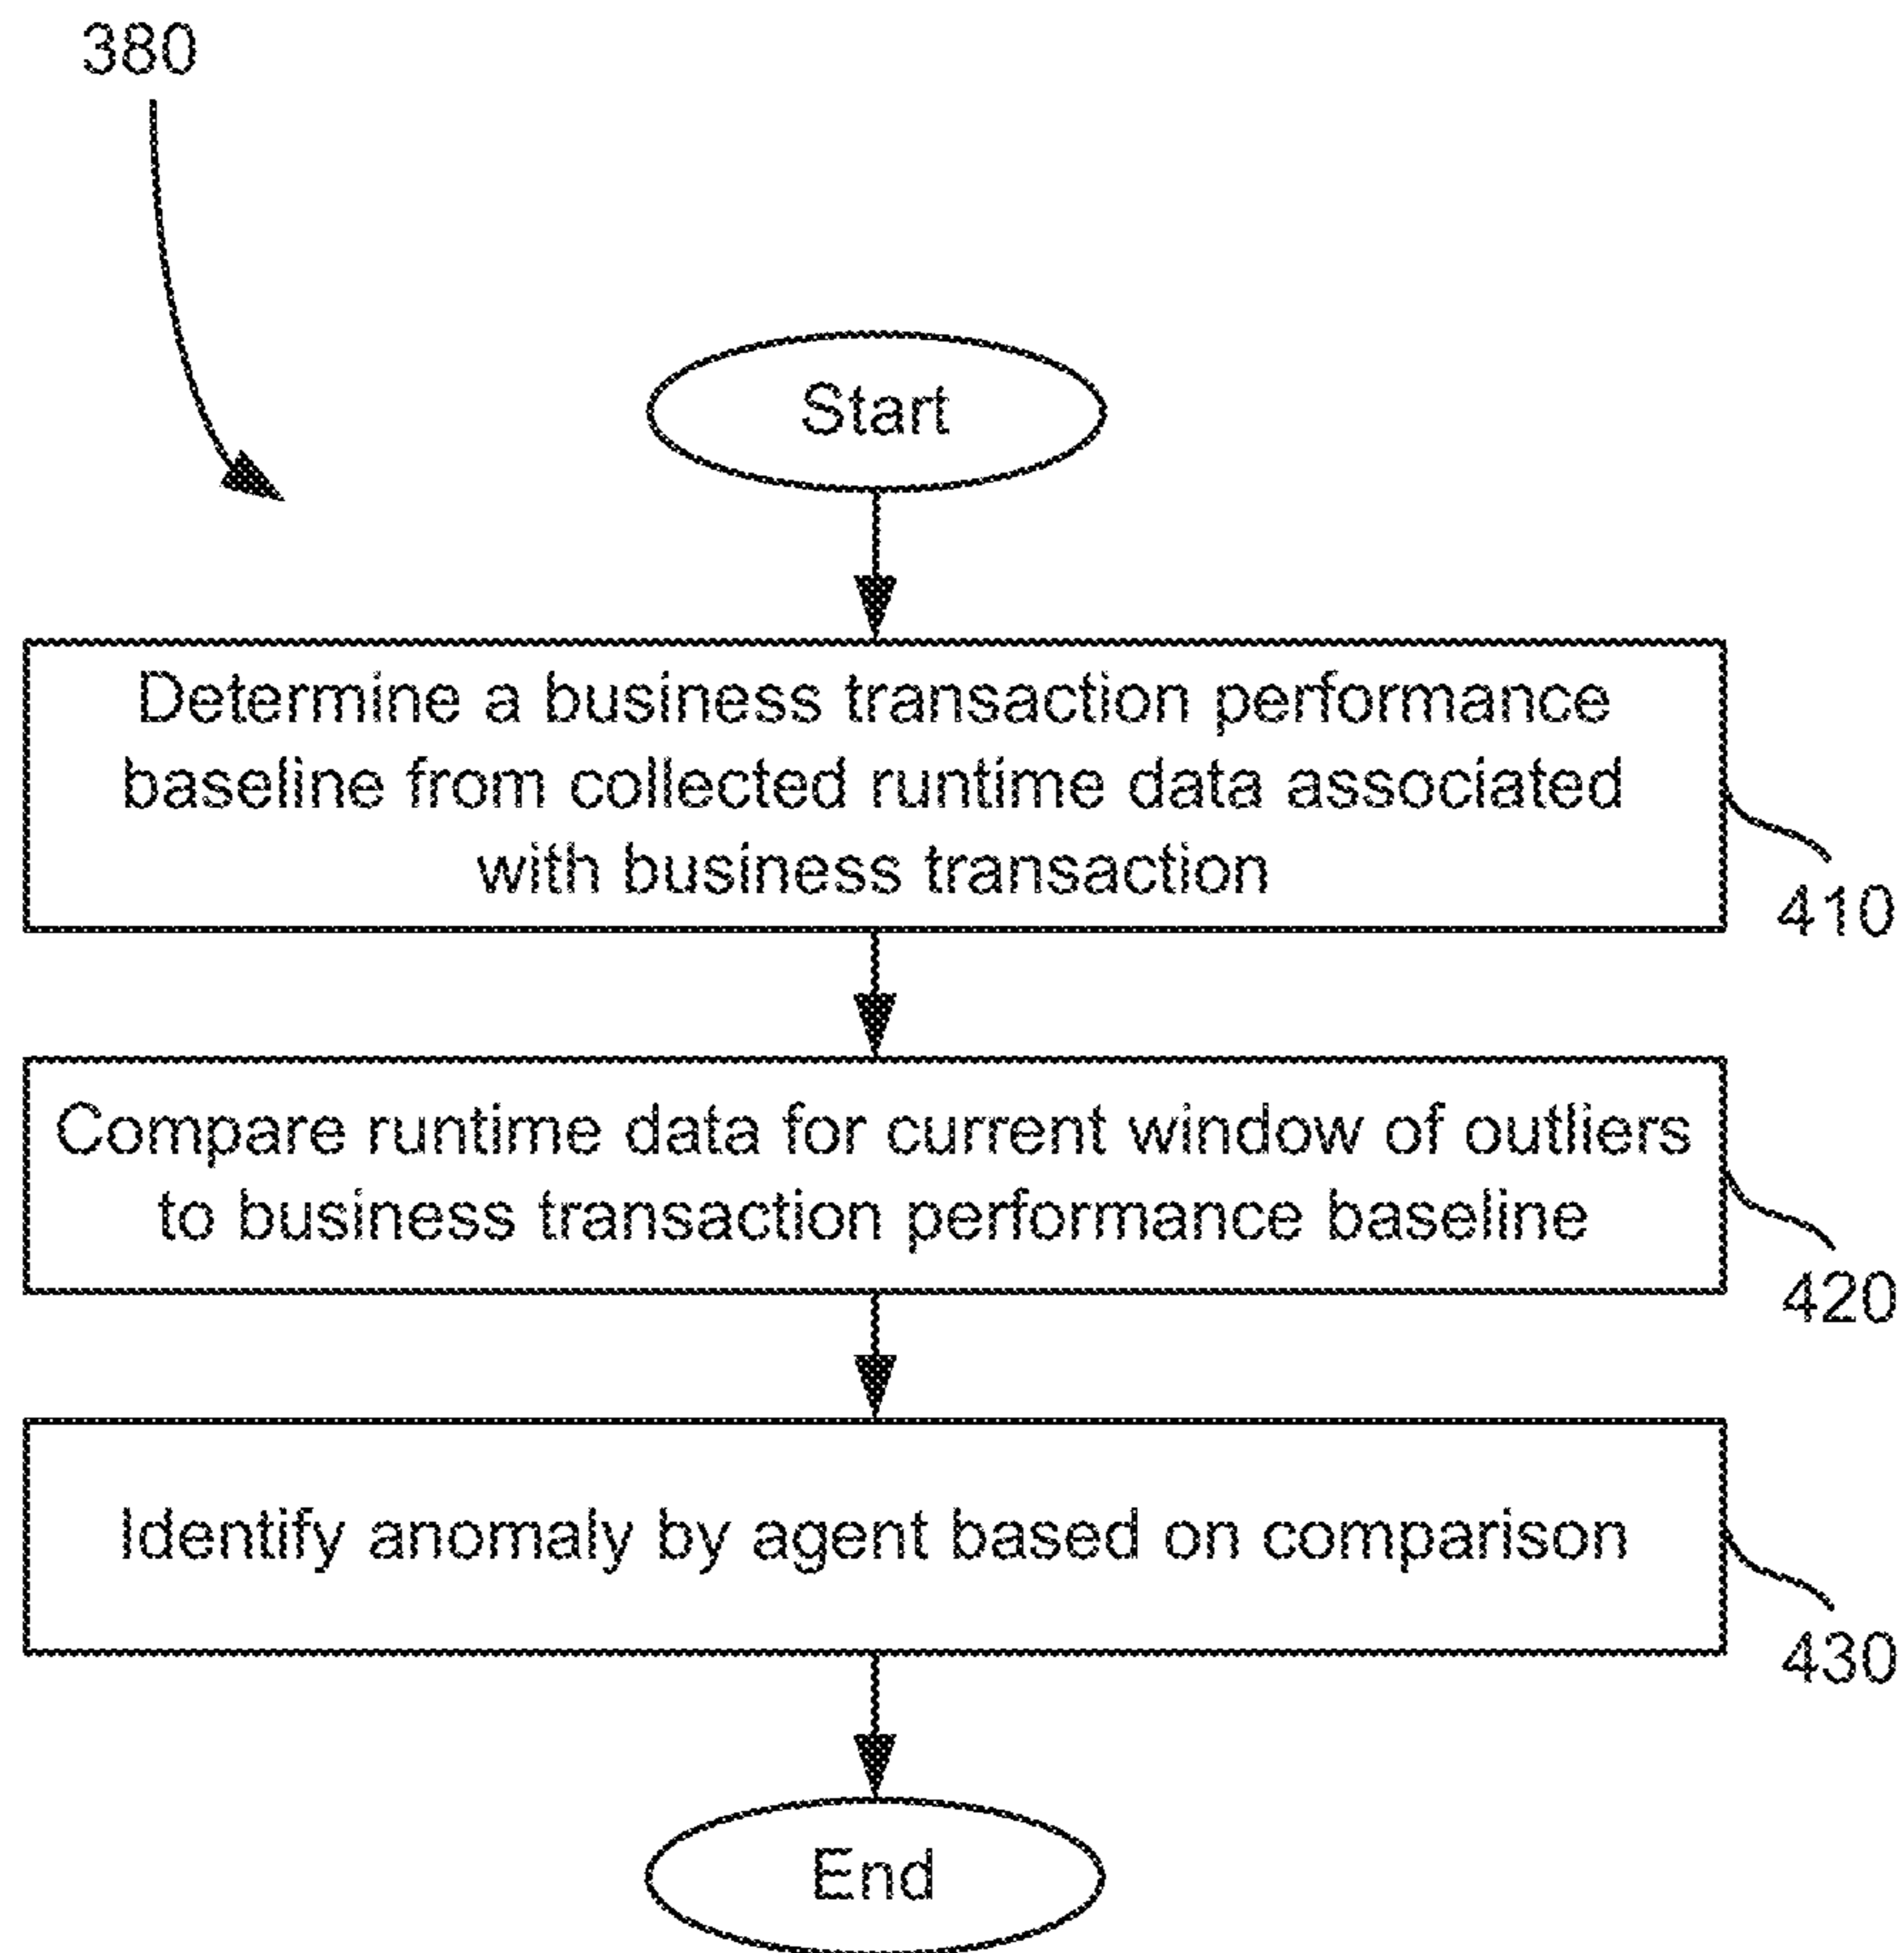 380
Start
Determine a business transaction performance
baseline from collected runtime data associated
with business transaction
410
Compare runtime data for current window of outliers
to business transaction performance baseline
420
Identify anomaly by agent based on comparison
430
End